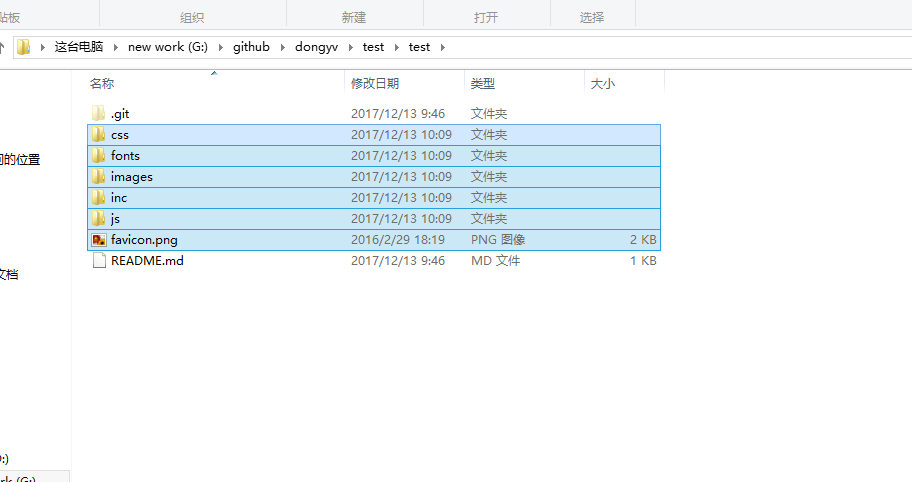 贴板 组织 新建 打开 选择
这台电脑 new work (G:) github dongyv test test
名称 修改日期 类型 大小
.git 2017/12/13 9:46 文件夹
css 2017/12/13 10:09 文件夹
的位置 fonts 2017/12/13 10:09 文件夹
images 2017/12/13 10:09 文件夹
inc 2017/12/13 10:09 文件夹
js 2017/12/13 10:09 文件夹
favicon.png 2016/2/29 18:19 PNG 图像 2 KB
README.md 2017/12/13 9:46 MD 文件 1 KB
文档
:)
rk (G:)